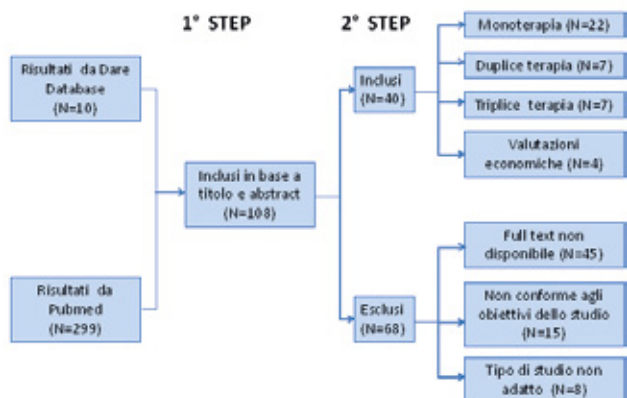 1° STEP
2° STEP
Risultati da Dare
Database
(N=10)
Risultati da
Pubmed
(N=299)
Inclusi in base a
titolo e abstract
(N=108)
Inclusi
(N=40)
Monoterapia (N=22)
Duplice terapia (N=7)
Triplice terapia (N=7)
Valutazioni
economiche (N=4)
Esclusi
(N=68)
Full text non
disponibile (N=45)
Non conforme agli
obiettivi dello studio
(N=15)
Tipo di studio non
adatto (N=8)